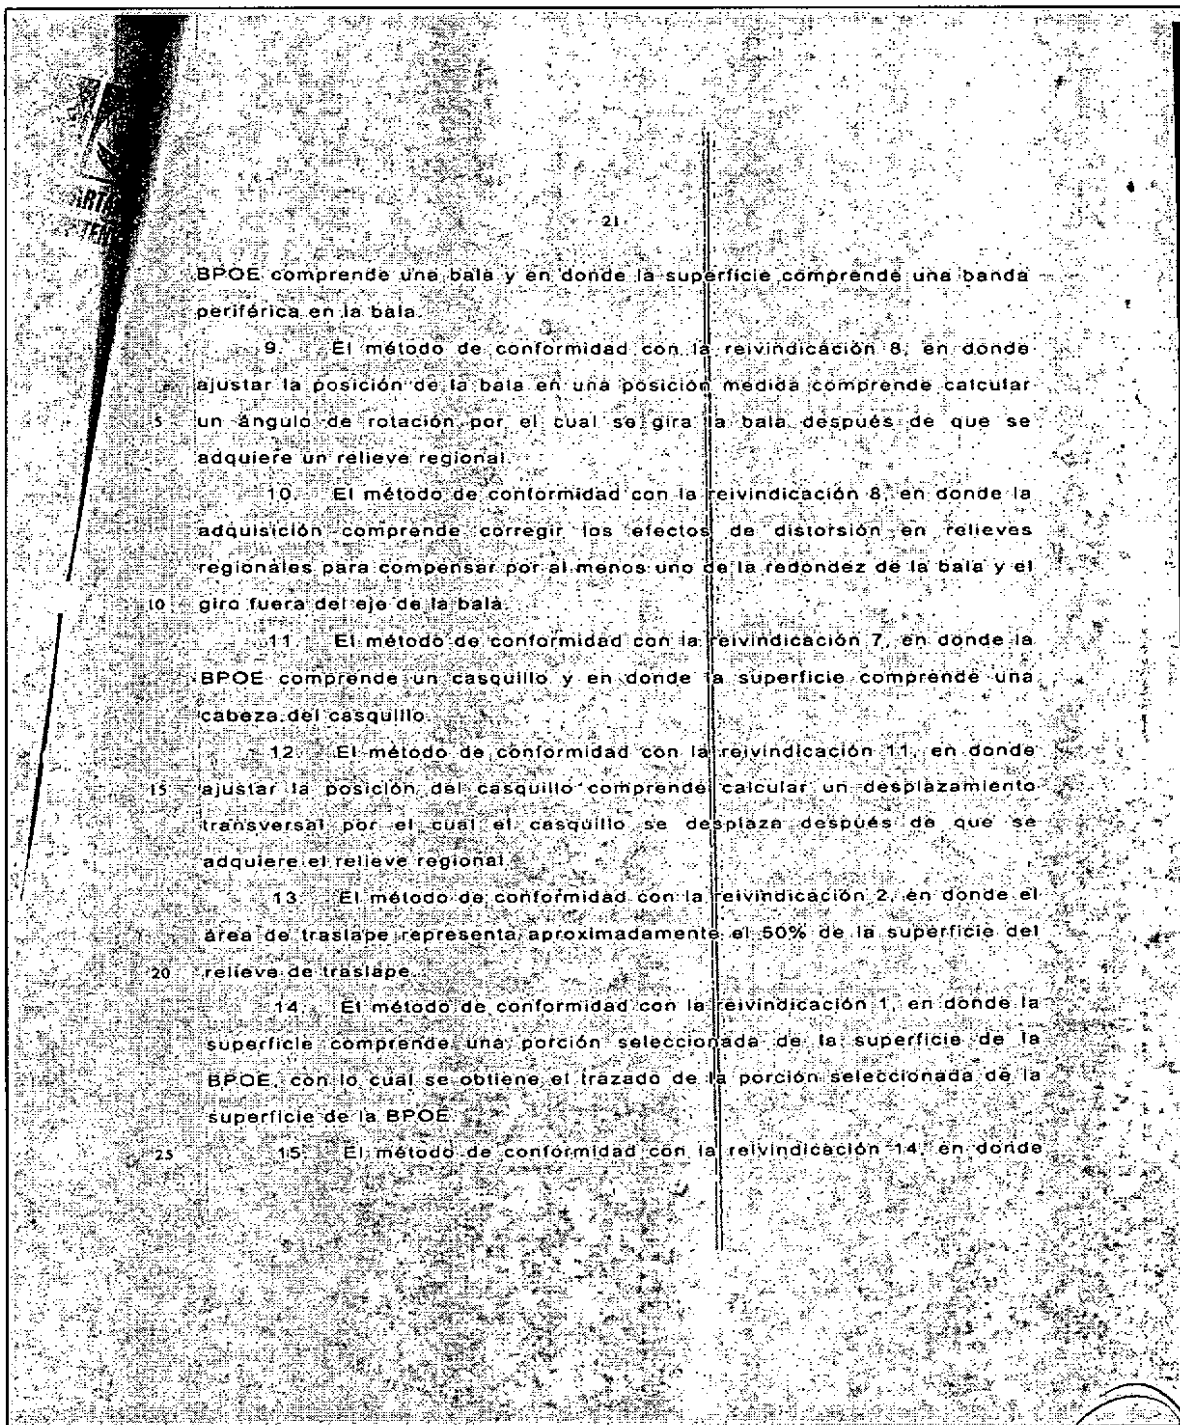 21
BPOE comprende una bala y en donde la superficie comprende una banda
periférica en la bala.
9. El método de conformidad con la reivindicación 8, en donde
ajustar la posición de la bala en una posición medida comprende calcular
5 un ángulo de rotación por el cual se gira la bala después de que se
adquiere un relieve regional.
10. El método de conformidad con la reivindicación 8, en donde la
adquisición comprende corregir los efectos de distorsión en relieves
regionales para compensar por al menos uno de la redondez de la bala y el
10 giro fuera del eje de la bala.
11. El método de conformidad con la reivindicación 7, en donde la
BPOE comprende un casquillo y en donde la superficie comprende una
cabeza del casquillo.
12. El método de conformidad con la reivindicación 11, en donde
15 ajustar la posición del casquillo comprende calcular un desplazamiento
transversal por el cual el casquillo se desplaza después de que se
adquiere el relieve regional.
13. El método de conformidad con la reivindicación 2, en donde el
área de traslape representa aproximadamente el 50% de la superficie del
20 relieve de traslape.
14. El método de conformidad con la reivindicación 1, en donde la
superficie comprende una porción seleccionada de la superficie de la
BPOE, con lo cual se obtiene el trazado de la porción seleccionada de la
superficie de la BPOE.
25 15. El método de conformidad con la reivindicación 14, en donde